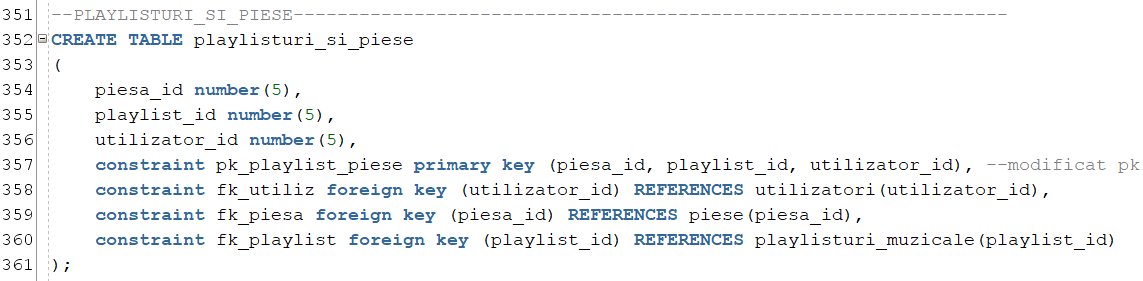 351 --PLAYLISTURI_SI_PIESE-----------------------------------------------------------------
352 CREATE TABLE playlisturi_si_piese
353 (
354     piesa_id number(5),
355     playlist_id number(5),
356     utilizator_id number(5),
357     constraint pk_playlist_piese primary key (piesa_id, playlist_id, utilizator_id), --modificat pk
358     constraint fk_utiliz foreign key (utilizator_id) REFERENCES utilizatori(utilizator_id),
359     constraint fk_piesa foreign key (piesa_id) REFERENCES piese(piesa_id),
360     constraint fk_playlist foreign key (playlist_id) REFERENCES playlisturi_muzicale(playlist_id)
361 );